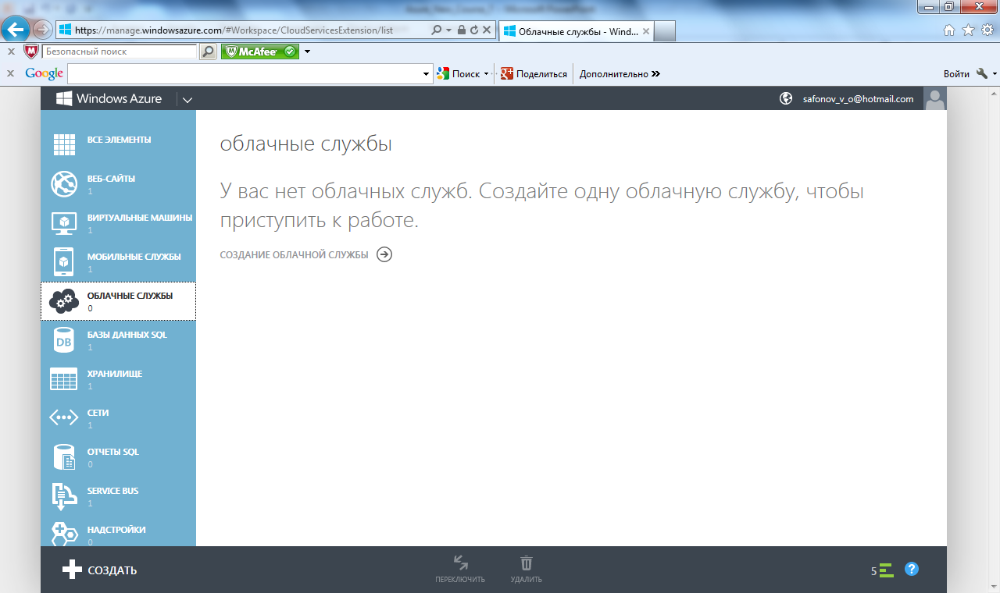 https://manage.windowsazure.com/#Workspace/CloudServicesExtension/list
Облачные службы - Wind...
Безопасный поиск
McAfee
Google
Поиск
Поделиться
Дополнительно
Войти
Windows Azure
safonov_v_o@hotmail.com
ВСЕ ЭЛЕМЕНТЫ
ВЕБ-САЙТЫ
1
ВИРТУАЛЬНЫЕ МАШИНЫ
1
МОБИЛЬНЫЕ СЛУЖБЫ
1
ОБЛАЧНЫЕ СЛУЖБЫ
0
БАЗЫ ДАННЫХ SQL
1
DB
ХРАНИЛИЩЕ
1
СЕТИ
1
ОТЧЕТЫ SQL
0
SERVICE BUS
1
НАДСТРОЙКИ
0
облачные службы
У вас нет облачных служб. Создайте одну облачную службу, чтобы
приступить к работе.
СОЗДАНИЕ ОБЛАЧНОЙ СЛУЖБЫ
СОЗДАТЬ
ПЕРЕКЛЮЧИТЬ
УДАЛИТЬ
5
?